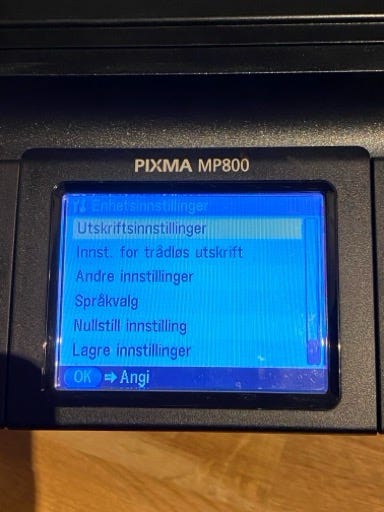 PIXMA MP800
Enhetsinnstillinger
Utskriftsinnstillinger
Innst. for trådløs utskrift
Andre innstillinger
Språkvalg
Nullstill innstilling
Lagre innstillinger
OK ⇒ Angi